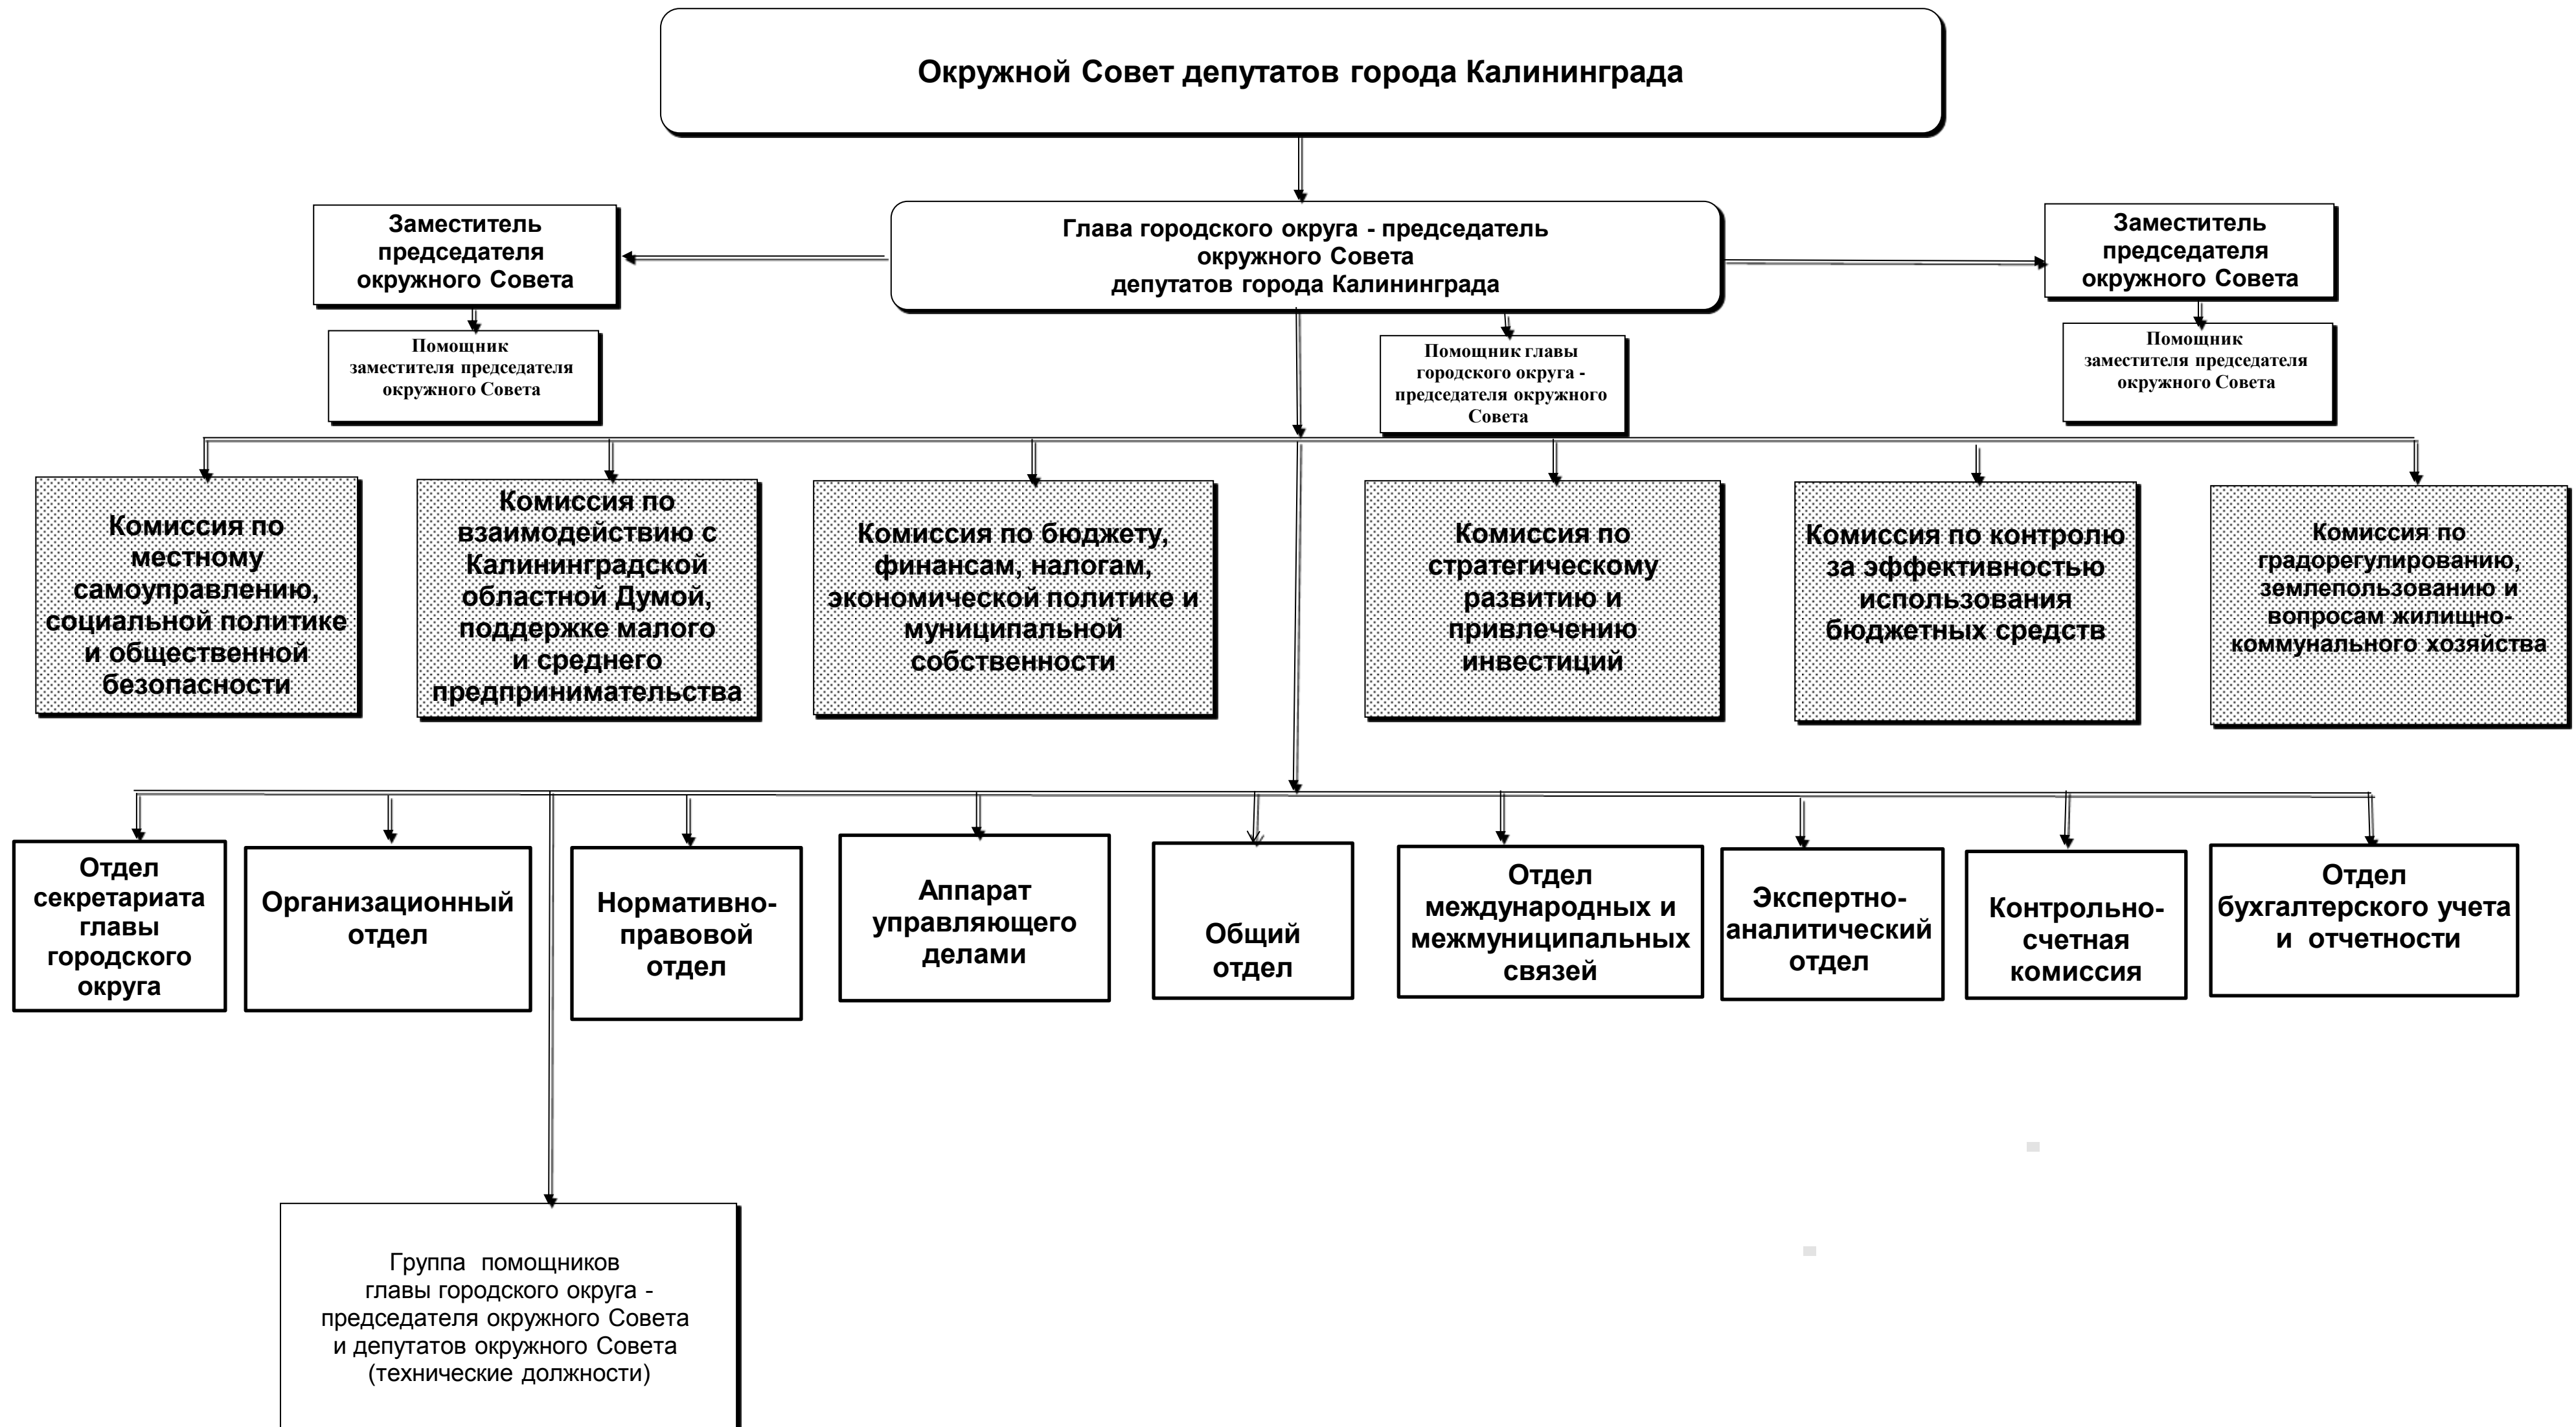 Окружной Совет депутатов города Калининграда
Заместитель
председателя
окружного Совета
Глава городского округа - председатель
окружного Совета
депутатов города Калининграда
Заместитель
председателя
окружного Совета
Помощник
заместителя председателя
окружного Совета
Помощник главы
городского округа -
председателя окружного
Совета
Помощник
заместителя председателя
окружного Совета
Комиссия по
местному
самоуправлению,
социальной политике
и общественной
безопасности
Комиссия по
взаимодействию с
Калининградской
областной Думой,
поддержке малого
и среднего
предпринимательства
Комиссия по бюджету,
финансам, налогам,
экономической политике и
муниципальной
собственности
Комиссия по
стратегическому
развитию и
привлечению
инвестиций
Комиссия по контролю
за эффективностью
использования
бюджетных средств
Комиссия по
градорегулированию,
землепользованию и
вопросам жилищно-
коммунального хозяйства
Отдел
секретариата
главы
городского
округа
Организационный
отдел
Нормативно-
правовой
отдел
Аппарат
управляющего
делами
Общий
отдел
Отдел
международных и
межмуниципальных
связей
Экспертно-
аналитический
отдел
Контрольно-
счетная
комиссия
Отдел
бухгалтерского учета
и отчетности
Группа помощников
главы городского округа -
председателя окружного Совета
и депутатов окружного Совета
(технические должности)